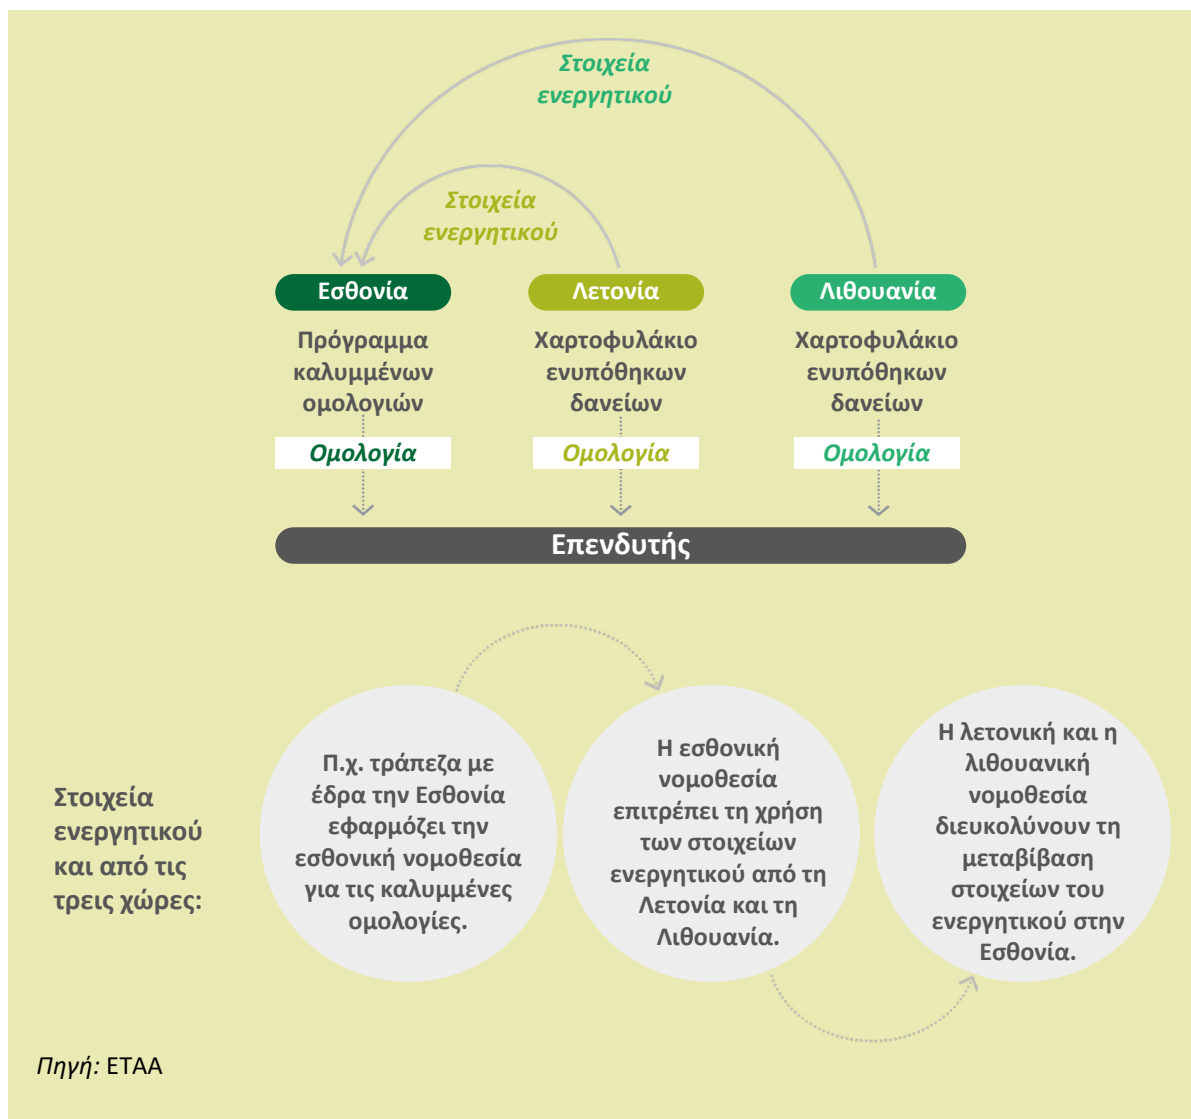 Στοιχεία
ενεργητικού
Στοιχεία
ενεργητικού
Εσθονία
Λετονία
Λιθουανία
Πρόγραμμα
καλυμμένων
ομολογιών
Χαρτοφυλάκιο
ενυπόθηκων
δανείων
Χαρτοφυλάκιο
ενυπόθηκων
δανείων
Ομολογία
Ομολογία
Ομολογία
Επενδυτής
Στοιχεία
ενεργητικού
και από τις
τρεις χώρες:
Π.χ. τράπεζα με
έδρα την Εσθονία
εφαρμόζει την
εσθονική νομοθεσία
για τις καλυμμένες
ομολογίες.
Η εσθονική
νομοθεσία
επιτρέπει τη χρήση
των στοιχείων
ενεργητικού από τη
Λετονία και τη
Λιθουανία.
Η λετονική και η
λιθουανική
νομοθεσία
διευκολύνουν τη
μεταβίβαση
στοιχείων του
ενεργητικού στην
Εσθονία.
Πηγή: ΕΤΑΑ